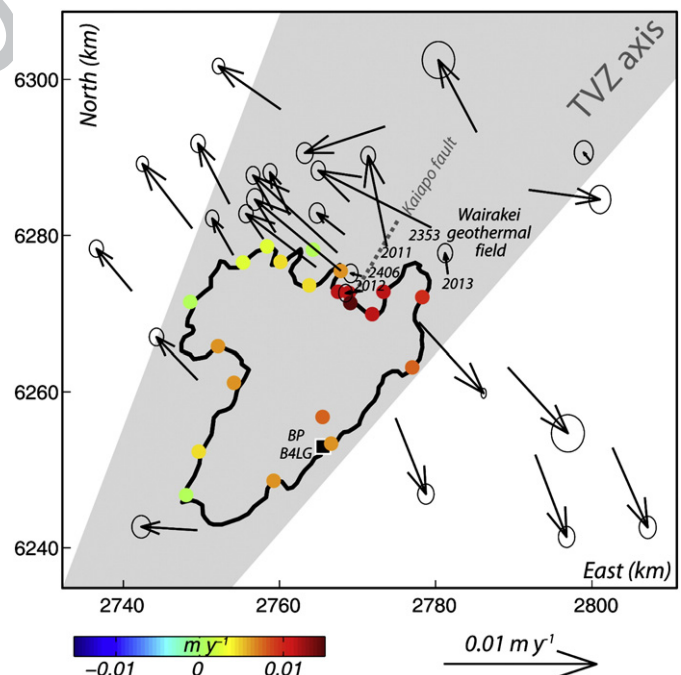 North (km)
6300
6280
6260
6240
TVZ axis
Kaiapo fault
2353
Wairakei
geothermal
field
2011
2406
2012
2013
BP
B4LG
East (km)
2740
2760
2780
2800
m y⁻¹
−0.01
0
0.01
0.01 m y⁻¹